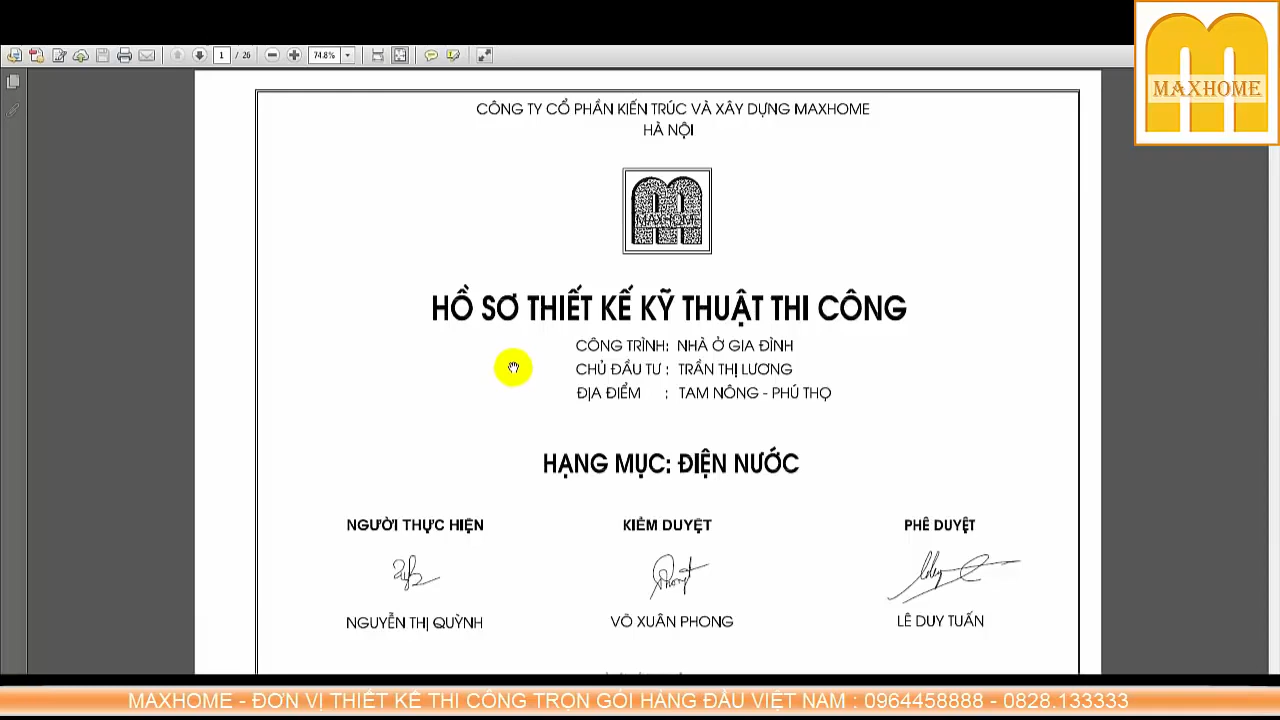 1 / 26
74.8%
MAXHOME
CÔNG TY CỔ PHẦN KIẾN TRÚC VÀ XÂY DỰNG MAXHOME
HÀ NỘI
MAXHOME
HỒ SƠ THIẾT KẾ KỸ THUẬT THI CÔNG
CÔNG TRÌNH: NHÀ Ở GIA ĐÌNH
CHỦ ĐẦU TƯ : TRẦN THỊ LƯƠNG
ĐỊA ĐIỂM : TAM NÔNG - PHÚ THỌ
HẠNG MỤC: ĐIỆN NƯỚC
NGƯỜI THỰC HIỆN KIỂM DUYỆT PHÊ DUYỆT
NGUYỄN THỊ QUỲNH VÕ XUÂN PHONG LÊ DUY TUẤN
MAXHOME - ĐƠN VỊ THIẾT KẾ THI CÔNG TRỌN GÓI HÀNG ĐẦU VIỆT NAM : 0964458888 - 0828.133333